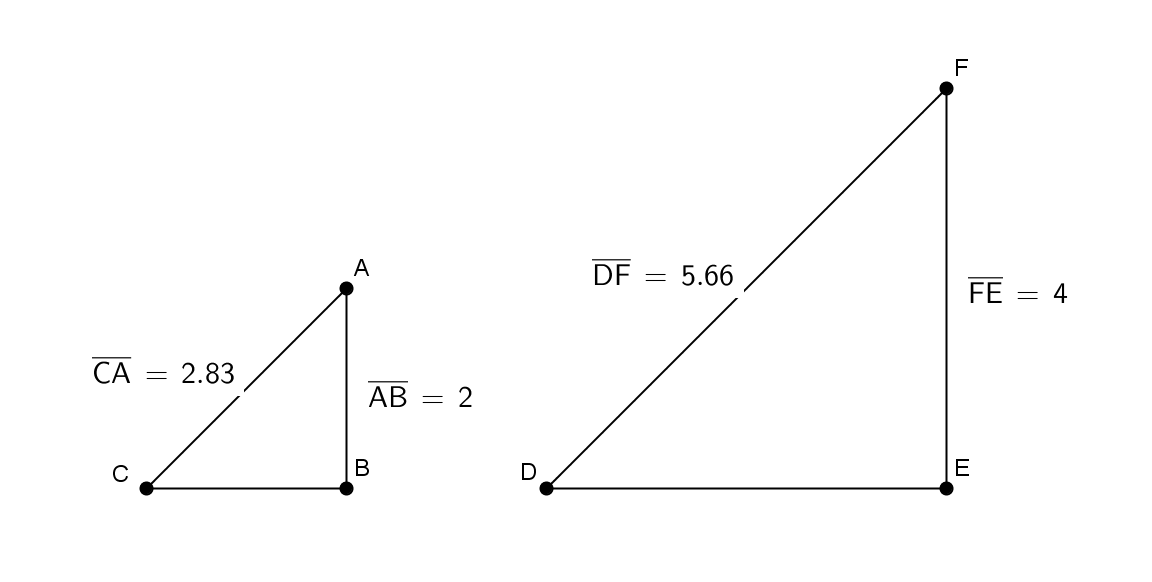 F
DF = 5.66
FE = 4
A
CA = 2.83
AB = 2
C
B
D
E